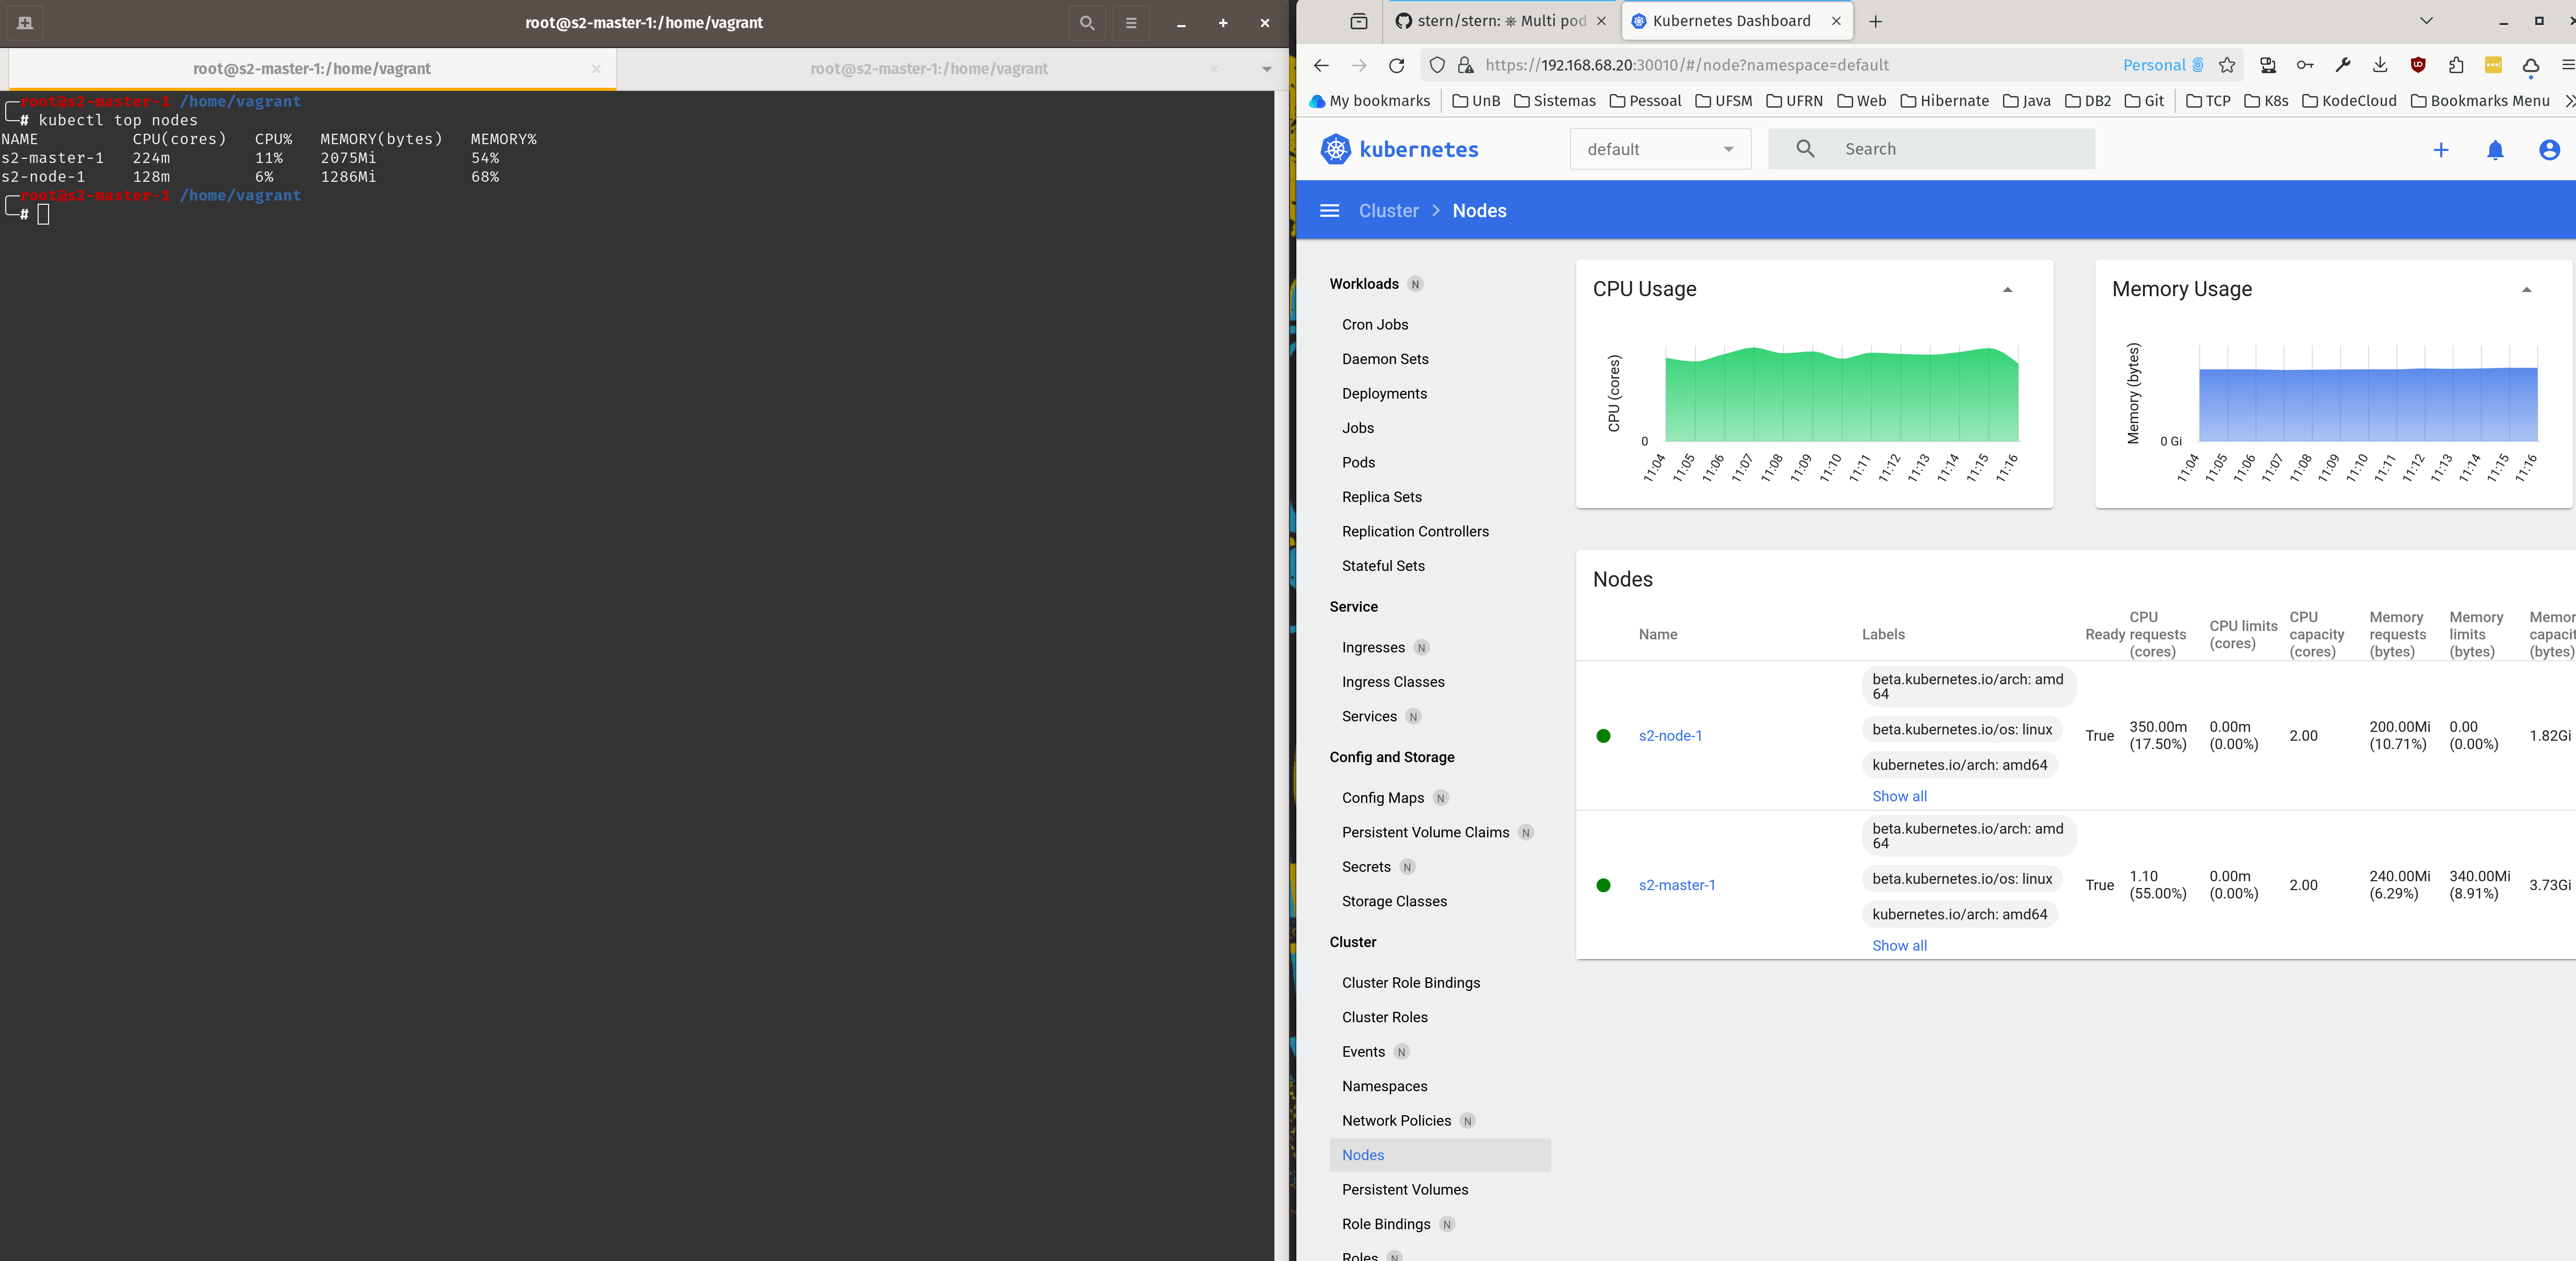 root@s2-master-1:/home/vagrant
root@s2-master-1:/home/vagrant
root@s2-master-1:/home/vagrant
root@s2-master-1 /home/vagrant
# kubectl top nodes
NAME CPU(cores) CPU% MEMORY(bytes) MEMORY%
s2-master-1 224m 11% 2075Mi 54%
s2-node-1 128m 6% 1286Mi 68%
root@s2-master-1 /home/vagrant
#
stern/stern: ⎈ Multi pod
Kubernetes Dashboard
https://192.168.68.20:30010/#/node?namespace=default
Personal
My bookmarks UnB Sistemas Pessoal UFSM UFRN Web Hibernate Java DB2 Git TCP K8s KodeCloud Bookmarks Menu
kubernetes
default
Search
Cluster
Nodes
Workloads N
Cron Jobs
Daemon Sets
Deployments
Jobs
Pods
Replica Sets
Replication Controllers
Stateful Sets
Service
Ingresses N
Ingress Classes
Services N
Config and Storage
Config Maps N
Persistent Volume Claims N
Secrets N
Storage Classes
Cluster
Cluster Role Bindings
Cluster Roles
Events N
Namespaces
Network Policies N
Nodes
Persistent Volumes
Role Bindings N
Roles N
CPU Usage
CPU (cores)
0
11:04 11:05 11:06 11:07 11:08 11:09 11:10 11:11 11:12 11:13 11:14 11:15 11:16
Memory Usage
Memory (bytes)
0 Gi
11:04 11:05 11:06 11:07 11:08 11:09 11:10 11:11 11:12 11:13 11:14 11:15 11:16
Nodes
Name
Labels
Ready
CPU
requests
(cores)
CPU limits
(cores)
CPU
capacity
(cores)
Memory
requests
(bytes)
Memory
limits
(bytes)
Memor
capacit
(bytes)
s2-node-1
beta.kubernetes.io/arch: amd
64
beta.kubernetes.io/os: linux
kubernetes.io/arch: amd64
Show all
True
350.00m
(17.50%)
0.00m
(0.00%)
2.00
200.00Mi
(10.71%)
0.00
(0.00%)
1.82Gi
s2-master-1
beta.kubernetes.io/arch: amd
64
beta.kubernetes.io/os: linux
kubernetes.io/arch: amd64
Show all
True
1.10
(55.00%)
0.00m
(0.00%)
2.00
240.00Mi
(6.29%)
340.00Mi
(8.91%)
3.73Gi